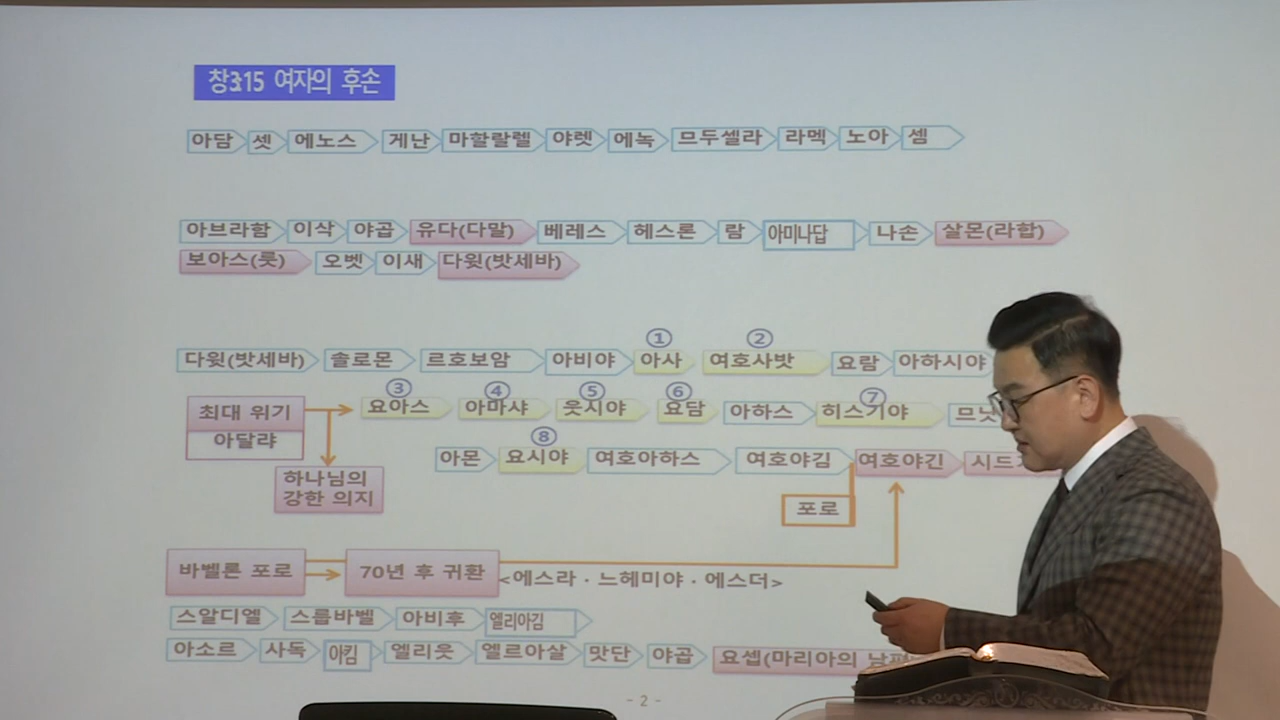 창3:15 여자의 후손
아담 셋 에노스 게난 마할랄렐 야렛 에녹 므두셀라 라멕 노아 셈
아브라함 이삭 야곱 유다(다말) 베레스 헤스론 람 아미나답 나손 살몬(라합)
보아스(룻) 오벳 이새 다윗(밧세바)
① ②
다윗(밧세바) 솔로몬 르호보암 아비야 아사 여호사밧 요람 아하시야
③ ④ ⑤ ⑥ ⑦
최대 위기 요아스 아마샤 웃시야 요담 아하스 히스기야
아달랴
⑧
아몬 요시야 여호아하스 여호야김 여호야긴
하나님의
강한 의지
포로
바벨론 포로 70년 후 귀환 <에스라·느헤미야·에스더>
스알디엘 스룹바벨 아비후 엘리아김
아소르 사독 아킴 엘리웃 엘르아살 맛단 야곱 요셉(마리아의
- 2 -